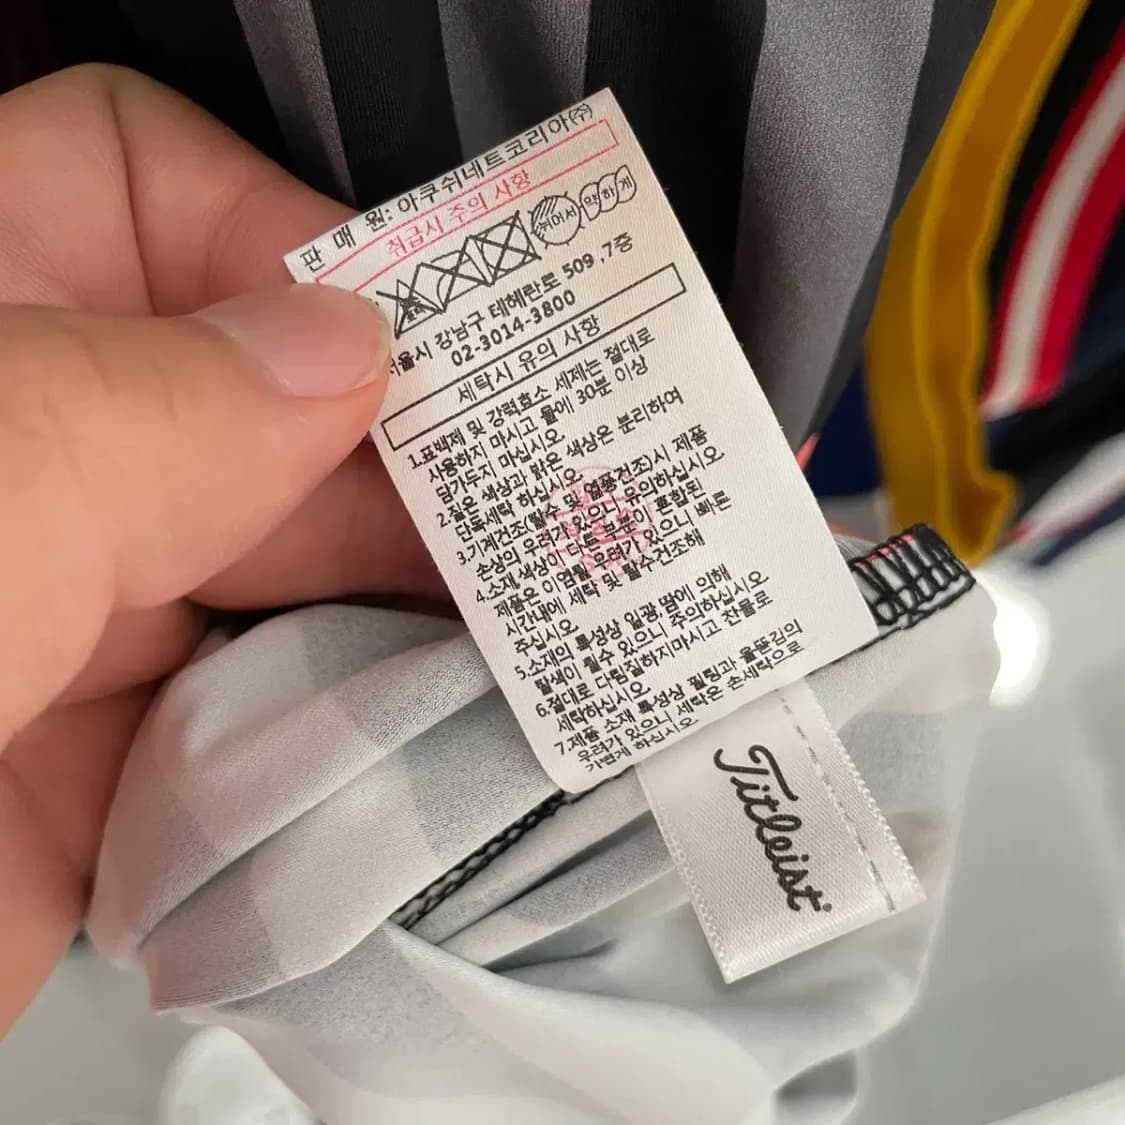 판 매 원: 아쿠쉬네트코리아(주)
취급시 주의 사항
짜어서 약하게
서울시 강남구 테헤란로 509 ,7층
02-3014-3800
세탁시 유의 사항
1.표백제 및 강력효소 세제는 절대로
사용하지 마시고 물에 30분 이상
담가두지 마십시오
2.짙은 색상과 밝은 색상은 분리하여
단독세탁 하십시오.
3.기계건조(탈수 및 열풍건조)시 제품
손상의 우려가 있으니 유의하십시오
4.소재,색상이 다른 부분이 혼합된
제품은 이염될 우려가 있으니 빠른
시간내에 세탁 및 탈수건조해
주십시오
5.소재의 특성상 일광 땀에 의해
탈색이 될수 있으니 주의하십시오
6.절대로 다림질하지마시고 찬물로
세탁하십시오
7.제품 소재 특성상 필링과 올뜯김의
우려가 있으니 세탁은 손세탁으로
가볍게 하십시오
Titleist